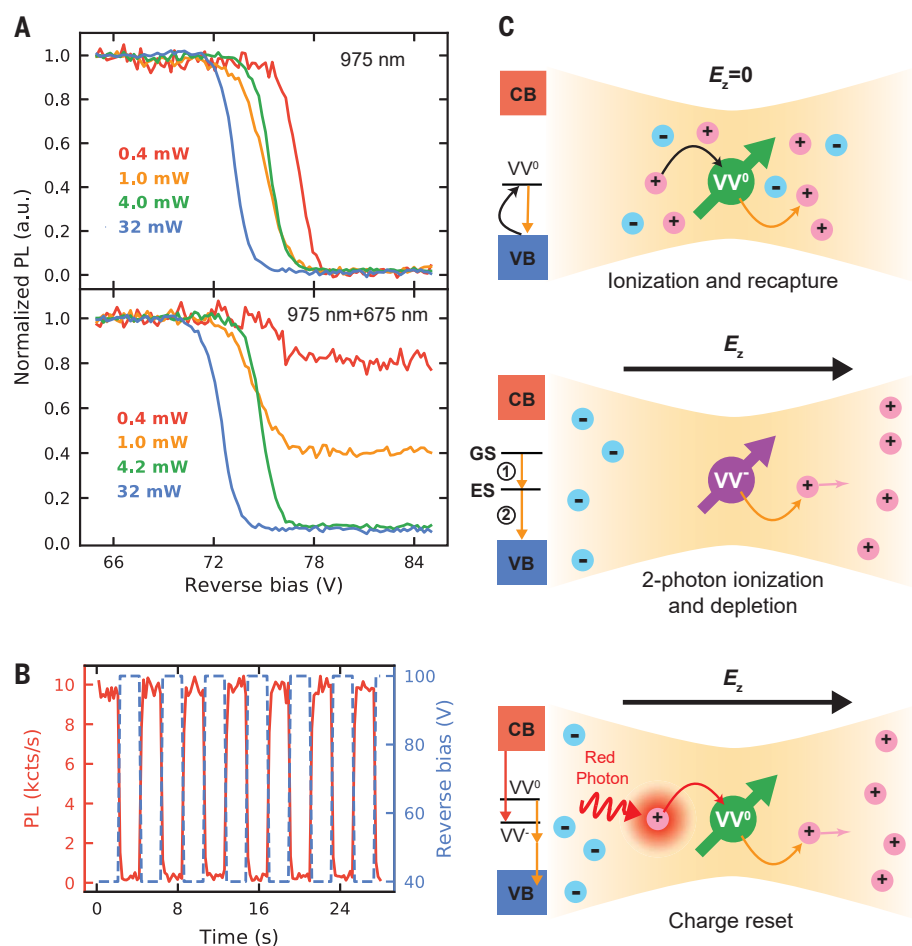 A
975 nm
Normalized PL (a.u.)
1.0
0.8
0.6
0.4
0.2
0.0
0.4 mW
1.0 mW
4.0 mW
32 mW
975 nm+675 nm
1.0
0.8
0.6
0.4
0.2
0.0
0.4 mW
1.0 mW
4.2 mW
32 mW
66
72
78
84
Reverse bias (V)
B
PL (kcts/s)
10
8
6
4
2
0
100
80
60
40
Reverse bias (V)
0
8
16
24
Time (s)
C
Ez=0
CB
VV0
VB
- + + - VV0 + - - + +
Ionization and recapture
Ez
CB
GS
1
ES
2
VB
- - - - VV- + + + + +
2-photon ionization
and depletion
Ez
CB
VV0
VV-
VB
Red
Photon
- - - - + VV0 + + + + +
Charge reset